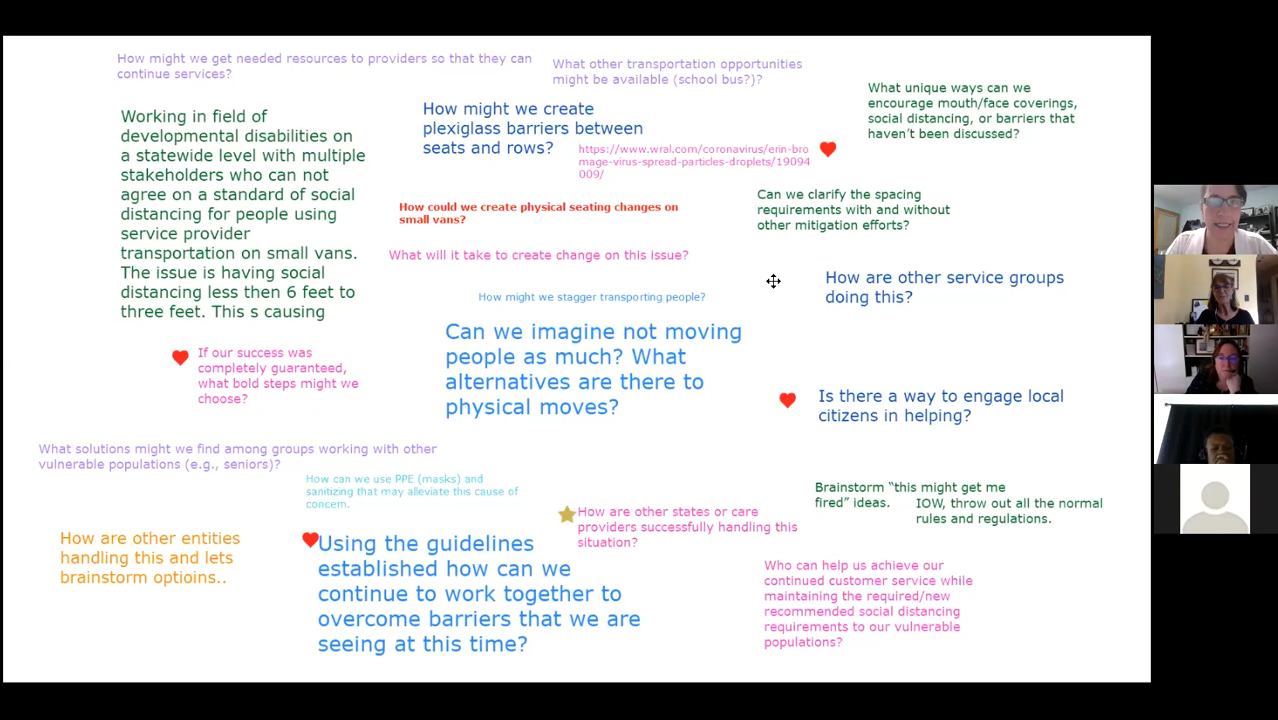 How might we get needed resources to providers so that they can
continue services?
What other transportation opportunities
might be available (school bus?)?
What unique ways can we
encourage mouth/face coverings,
social distancing, or barriers that
haven't been discussed?
Working in field of
developmental disabilities on
a statewide level with multiple
stakeholders who can not
agree on a standard of social
distancing for people using
service provider
transportation on small vans.
The issue is having social
distancing less then 6 feet to
three feet. This s causing
How might we create
plexiglass barriers between
seats and rows?
https://www.wral.com/coronavirus/erin-bro
mage-virus-spread-particles-droplets/19094
009/
How could we create physical seating changes on
small vans?
Can we clarify the spacing
requirements with and without
other mitigation efforts?
What will it take to create change on this issue?
How are other service groups
doing this?
How might we stagger transporting people?
Can we imagine not moving
people as much? What
alternatives are there to
physical moves?
If our success was
completely guaranteed,
what bold steps might we
choose?
Is there a way to engage local
citizens in helping?
What solutions might we find among groups working with other
vulnerable populations (e.g., seniors)?
How can we use PPE (masks) and
sanitizing that may alleviate this cause of
concern.
Brainstorm “this might get me
fired” ideas.
IOW, throw out all the normal
rules and regulations.
How are other states or care
providers successfully handling this
situation?
How are other entities
handling this and lets
brainstorm optioins..
Using the guidelines
established how can we
continue to work together to
overcome barriers that we are
seeing at this time?
Who can help us achieve our
continued customer service while
maintaining the required/new
recommended social distancing
requirements to our vulnerable
populations?